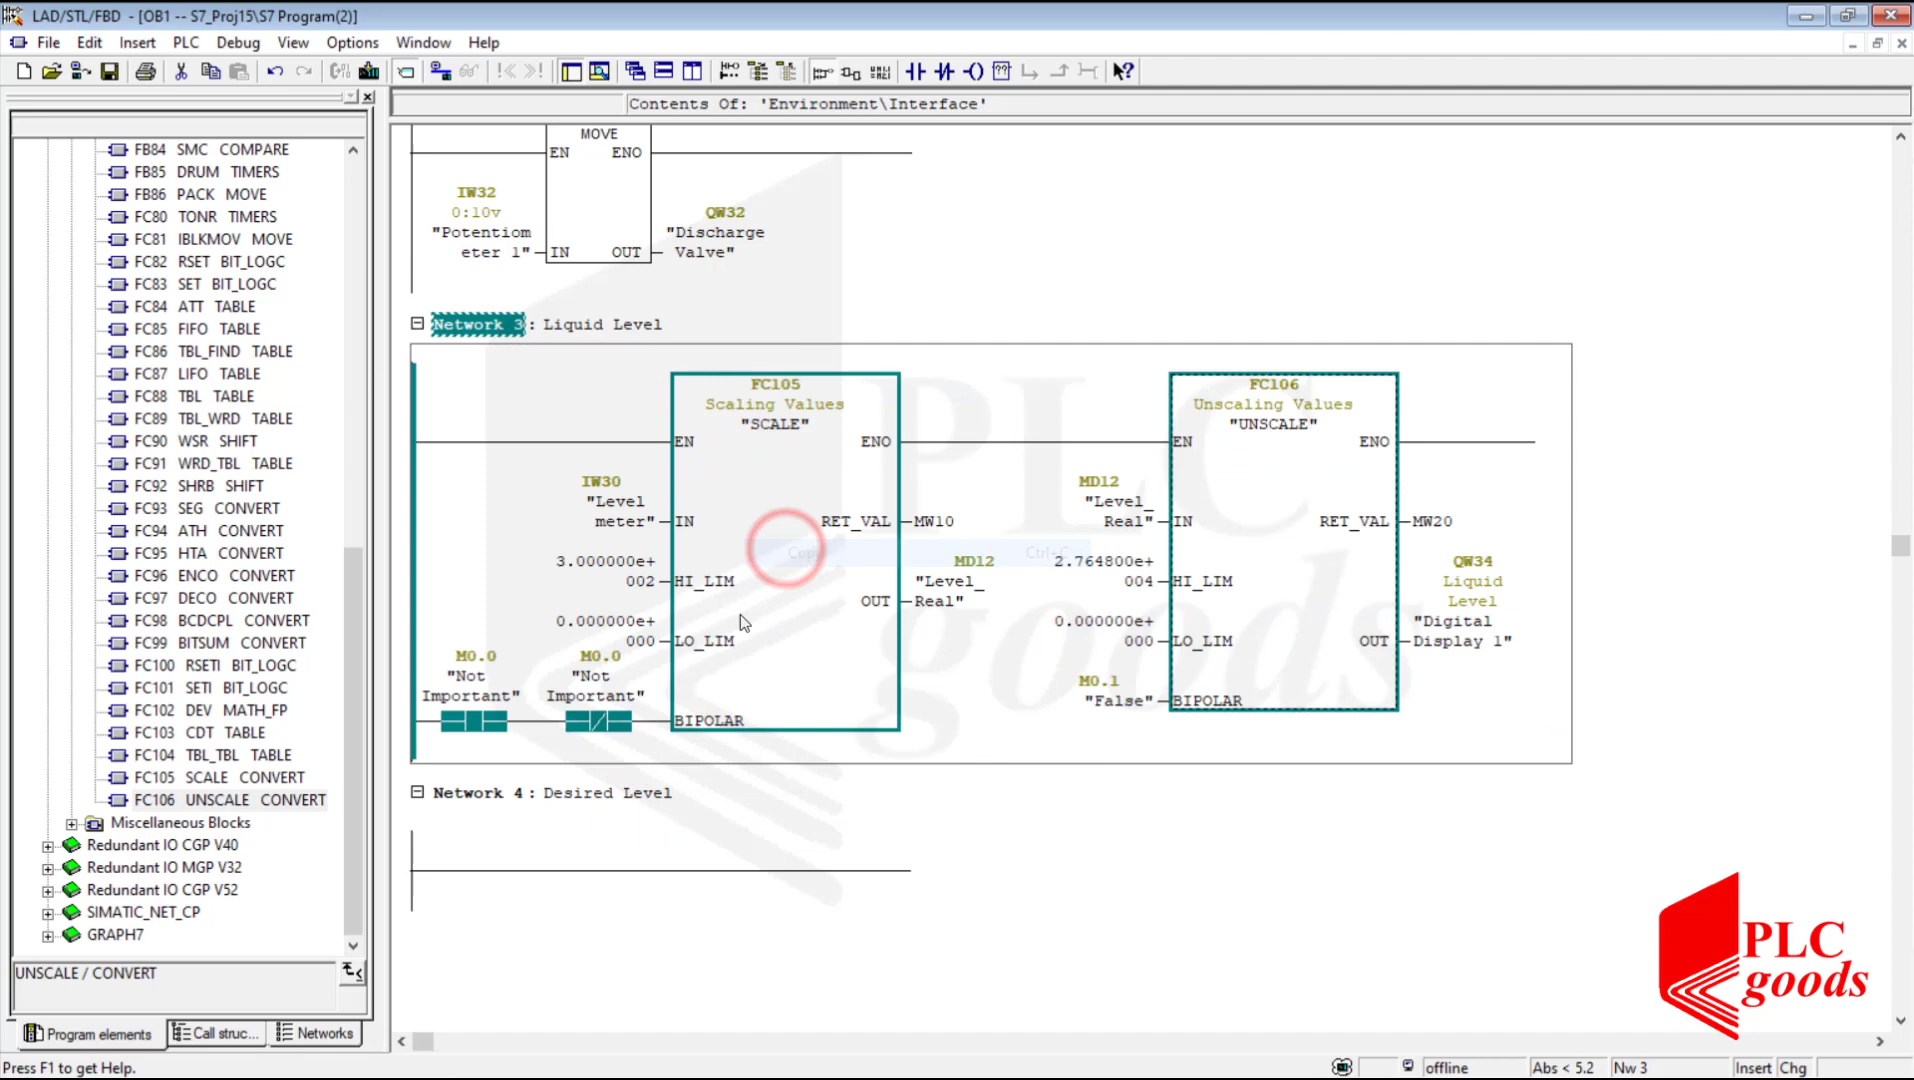 LAD/STL/FBD - [OB1 -- S7_Proj15\S7 Program(2)]
File Edit Insert PLC Debug View Options Window Help
Contents Of: 'Environment\Interface'
FB84 SMC COMPARE
FB85 DRUM TIMERS
FB86 PACK MOVE
FC80 TONR TIMERS
FC81 IBLKMOV MOVE
FC82 RSET BIT_LOGC
FC83 SET BIT_LOGC
FC84 ATT TABLE
FC85 FIFO TABLE
FC86 TBL_FIND TABLE
FC87 LIFO TABLE
FC88 TBL TABLE
FC89 TBL_WRD TABLE
FC90 WSR SHIFT
FC91 WRD_TBL TABLE
FC92 SHRB SHIFT
FC93 SEG CONVERT
FC94 ATH CONVERT
FC95 HTA CONVERT
FC96 ENCO CONVERT
FC97 DECO CONVERT
FC98 BCDCPL CONVERT
FC99 BITSUM CONVERT
FC100 RSETI BIT_LOGC
FC101 SETI BIT_LOGC
FC102 DEV MATH_FP
FC103 CDT TABLE
FC104 TBL_TBL TABLE
FC105 SCALE CONVERT
FC106 UNSCALE CONVERT
Miscellaneous Blocks
Redundant IO CGP V40
Redundant IO MGP V32
Redundant IO CGP V52
SIMATIC_NET_CP
GRAPH7
UNSCALE / CONVERT
Program elements Call struc... Networks
MOVE
EN ENO
IW32
0:10v
"Potentiom
eter 1" IN OUT
QW32
"Discharge
Valve"
Network 3 : Liquid Level
FC105
Scaling Values
"SCALE"
EN ENO
IW30
"Level
meter" IN
RET_VAL MW10
3.000000e+
002 HI_LIM
MD12
"Level_
OUT Real"
0.000000e+
000 LO_LIM
M0.0
"Not
Important"
M0.0
"Not
Important"
BIPOLAR
Copy Ctrl+C
FC106
Unscaling Values
"UNSCALE"
EN ENO
MD12
"Level_
Real" IN
RET_VAL MW20
2.764800e+
004 HI_LIM
QW34
Liquid
Level
"Digital
OUT Display 1"
0.000000e+
000 LO_LIM
M0.1
"False" BIPOLAR
Network 4 : Desired Level
PLC
goods
PLC
goods
Press F1 to get Help.
offline Abs < 5.2 Nw 3 Insert Chg